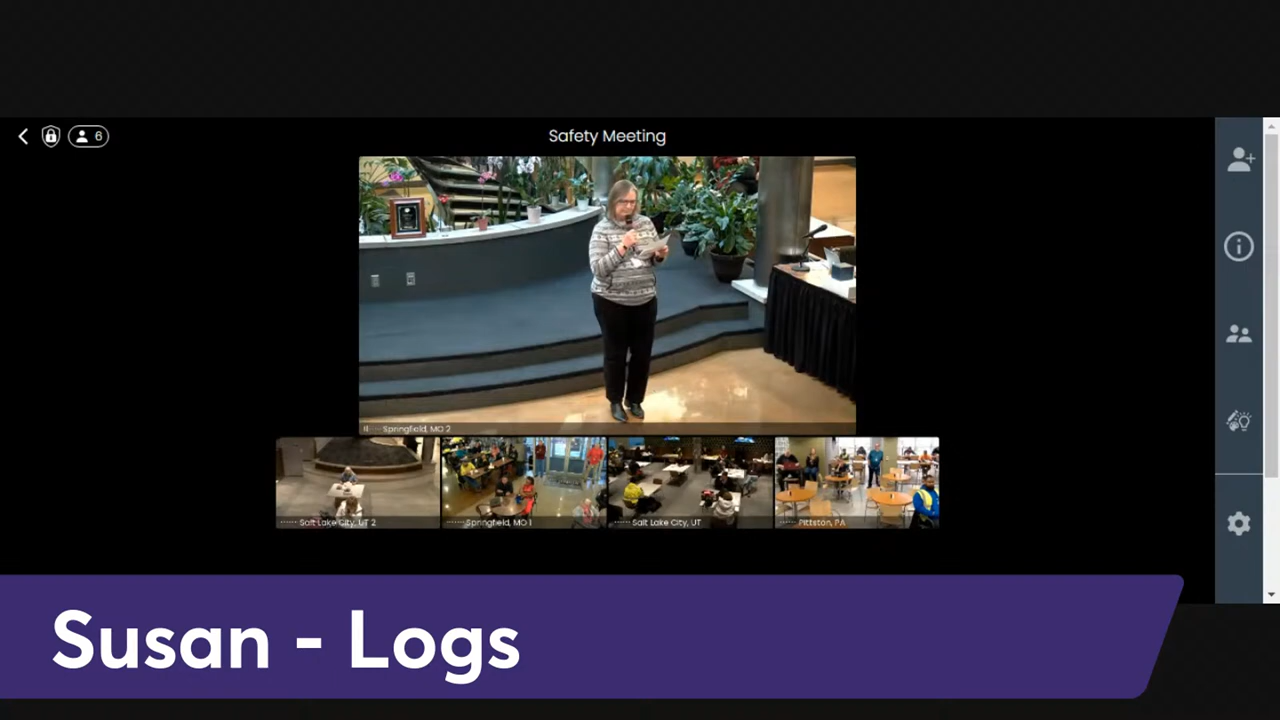 6
Safety Meeting
Springfield, MO 2
Salt Lake City, UT 2
Springfield, MO 1
Salt Lake City, UT
Pittston, PA
Susan - Logs